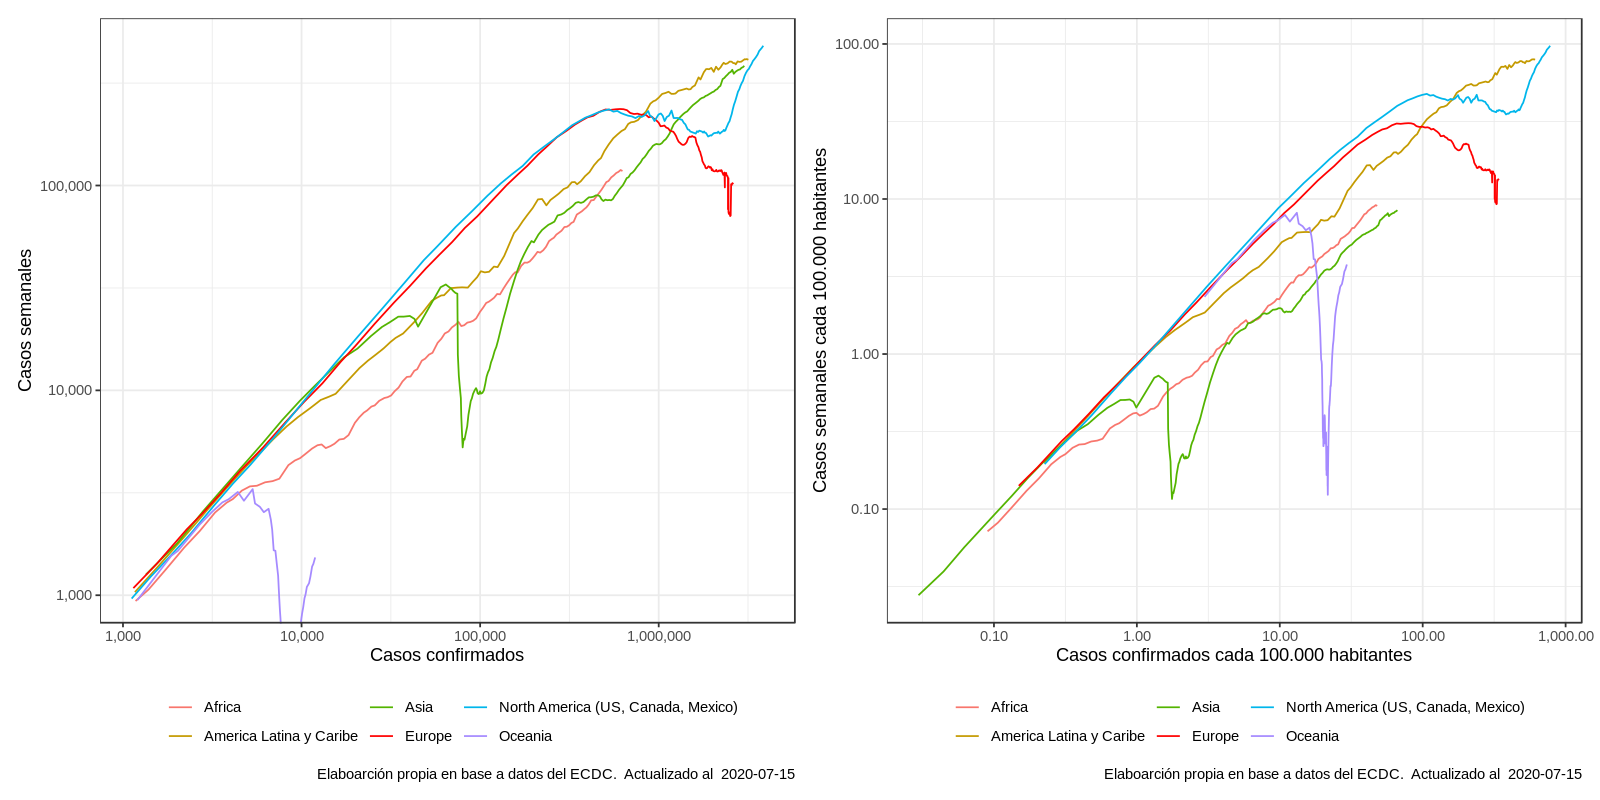 Casos semanales
100,000
10,000
1,000
1,000 10,000 100,000 1,000,000
Casos confirmados
Africa Asia North America (US, Canada, Mexico)
America Latina y Caribe Europe Oceania
Elaboarción propia en base a datos del ECDC.  Actualizado al  2020-07-15
Casos semanales cada 100.000 habitantes
100.00
10.00
1.00
0.10
0.10 1.00 10.00 100.00 1,000.00
Casos confirmados cada 100.000 habitantes
Africa Asia North America (US, Canada, Mexico)
America Latina y Caribe Europe Oceania
Elaboarción propia en base a datos del ECDC.  Actualizado al  2020-07-15